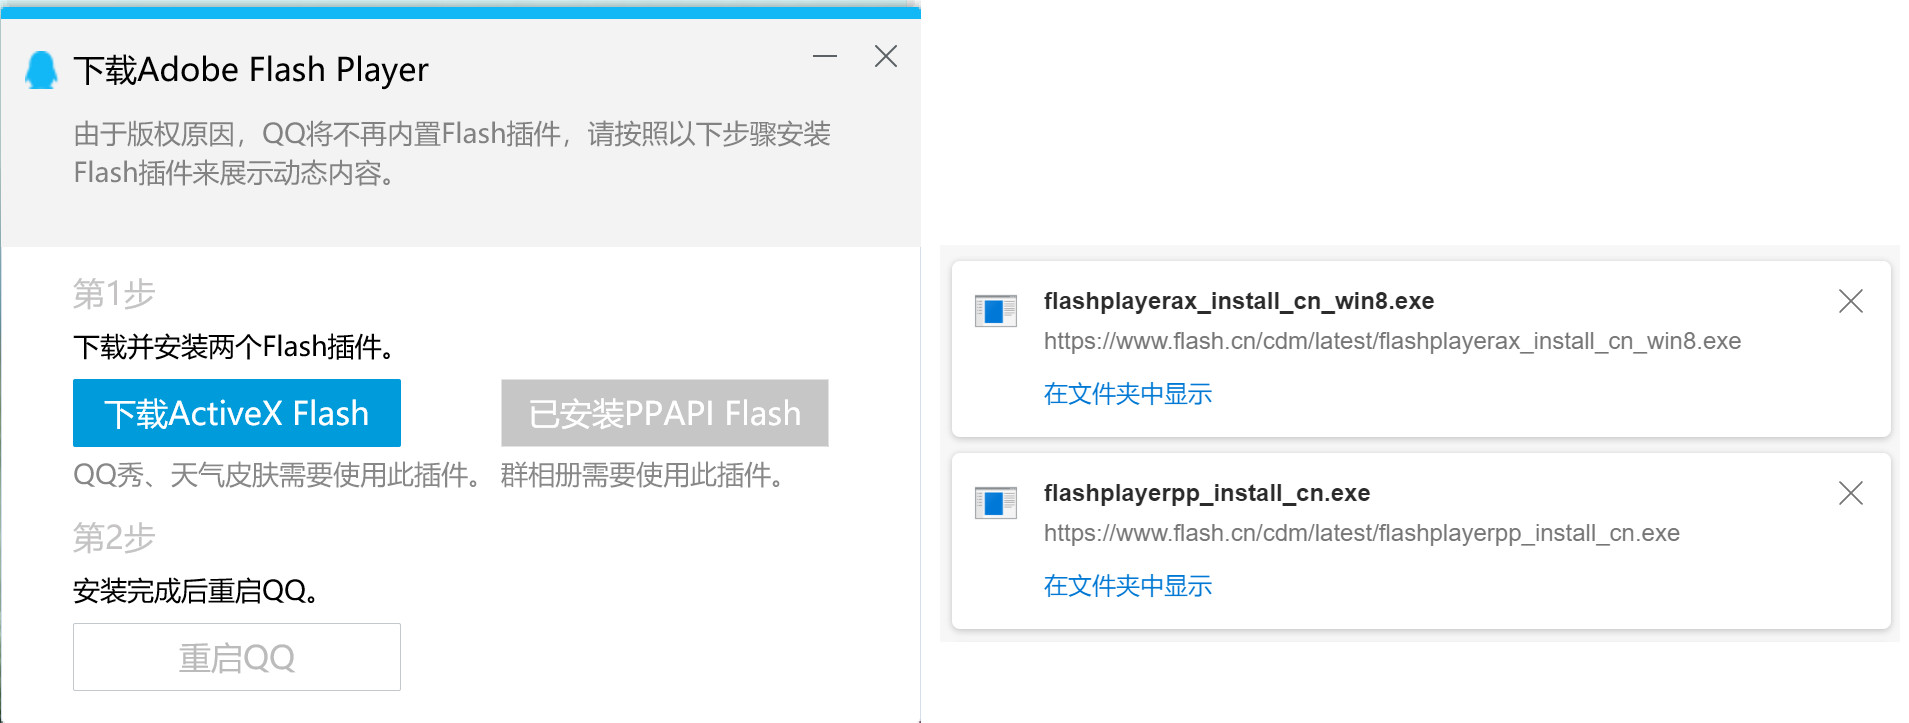 下载Adobe Flash Player
由于版权原因，QQ将不再内置Flash插件，请按照以下步骤安装
Flash插件来展示动态内容。
第1步
下载并安装两个Flash插件。
下载ActiveX Flash
已安装PPAPI Flash
QQ秀、天气皮肤需要使用此插件。
群相册需要使用此插件。
第2步
安装完成后重启QQ。
重启QQ
flashplayerax_install_cn_win8.exe
https://www.flash.cn/cdm/latest/flashplayerax_install_cn_win8.exe
在文件夹中显示
flashplayerpp_install_cn.exe
https://www.flash.cn/cdm/latest/flashplayerpp_install_cn.exe
在文件夹中显示